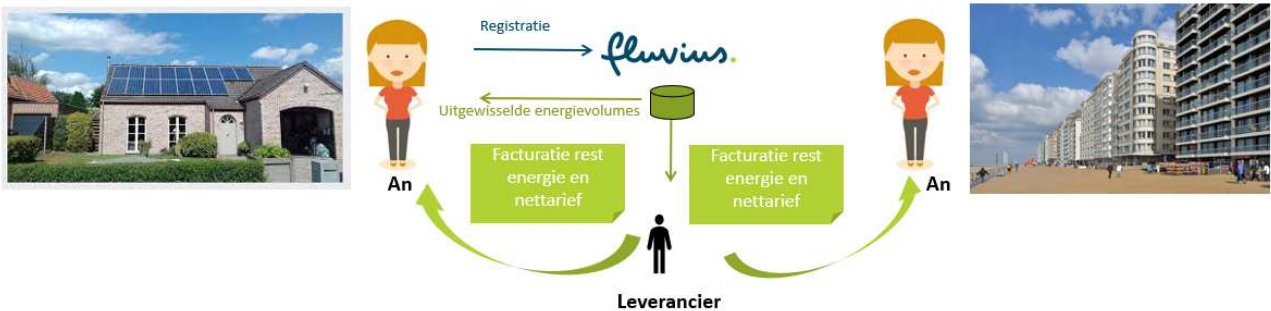 Registratie
fluvius.
Uitgewisselde energievolumes
Facturatie rest
energie en
nettarief
Facturatie rest
energie en
nettarief
An
An
Leverancier